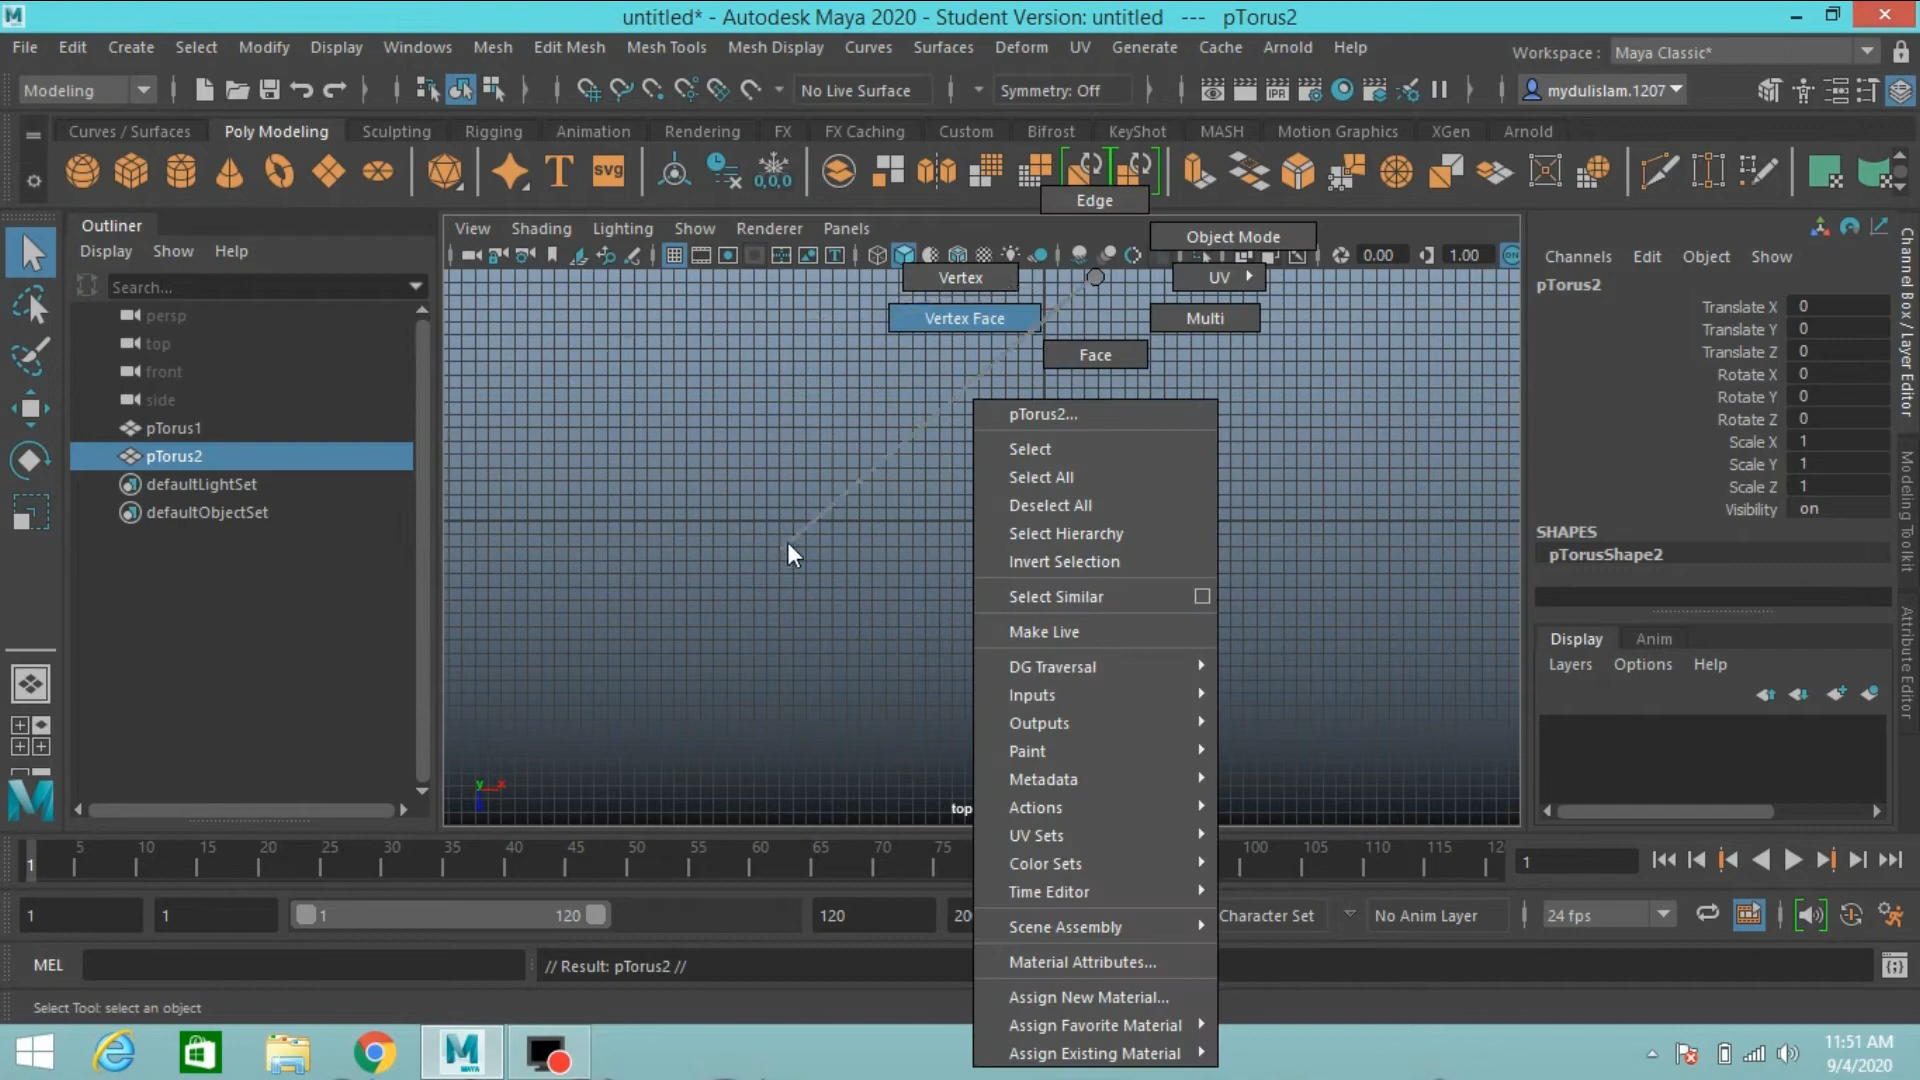 untitled* - Autodesk Maya 2020 - Student Version: untitled --- pTorus2
File Edit Create Select Modify Display Windows Mesh Edit Mesh Mesh Tools Mesh Display Curves Surfaces Deform UV Generate Cache Arnold Help
Workspace : Maya Classic*
Modeling No Live Surface Symmetry: Off IPR mydulislam.1207
Curves / Surfaces Poly Modeling Sculpting Rigging Animation Rendering FX FX Caching Custom Bifrost KeyShot MASH Motion Graphics XGen Arnold
T svg 0,0,0
Edge
Outliner
View Shading Lighting Show Renderer Panels
Object Mode
Display Show Help
0.00 1.00 ON
Channels Edit Object Show
Search...
Vertex UV
pTorus2
Vertex Face Multi
Face
persp
top
front
side
pTorus1
pTorus2
defaultLightSet
defaultObjectSet
pTorus2...
Select
Select All
Deselect All
Select Hierarchy
Invert Selection
Select Similar
Make Live
DG Traversal
Inputs
Outputs
Paint
Metadata
Actions
UV Sets
Color Sets
Time Editor
Scene Assembly
Material Attributes...
Assign New Material...
Assign Favorite Material
Assign Existing Material
Translate X 0
Translate Y 0
Translate Z 0
Rotate X 0
Rotate Y 0
Rotate Z 0
Scale X 1
Scale Y 1
Scale Z 1
Visibility on
SHAPES
pTorusShape2
Display Anim
Layers Options Help
Channel Box / Layer Editor
Modeling Toolkit
Attribute Editor
y x
top
1 5 10 15 20 25 30 35 40 45 50 55 60 65 70 75 100 105 110 115 12
1
1 1 1 120 120 20
Character Set No Anim Layer 24 fps
MEL // Result: pTorus2 //
Select Tool: select an object
MAYA
11:51 AM
9/4/2020